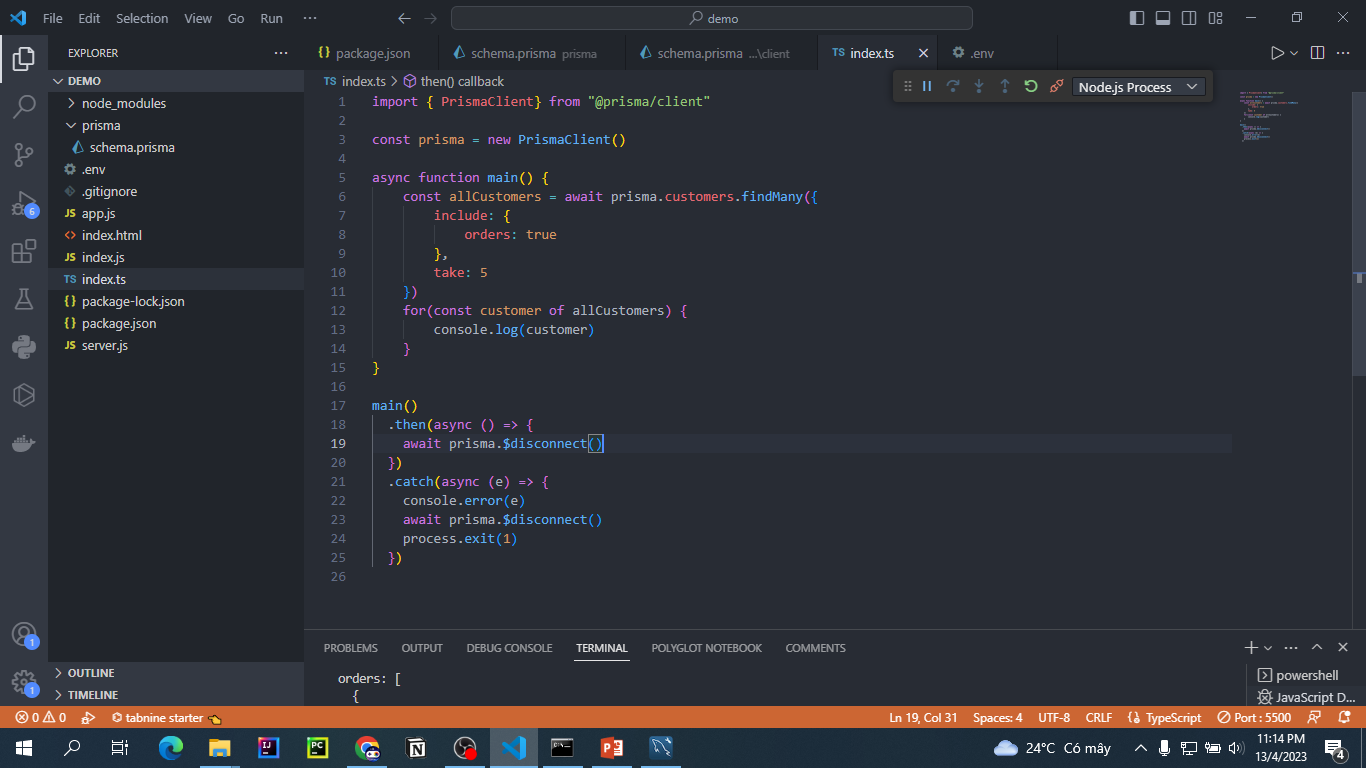 File Edit Selection View Go Run ··· demo
EXPLORER ···
DEMO
node_modules
prisma
schema.prisma
.env
.gitignore
JS app.js
<> index.html
JS index.js
TS index.ts
{} package-lock.json
{} package.json
JS server.js
OUTLINE
TIMELINE
6
1
1
{} package.json schema.prisma prisma schema.prisma ...\client TS index.ts .env
TS index.ts > then() callback
Node.js Process
1 import { PrismaClient} from "@prisma/client"
2
3 const prisma = new PrismaClient()
4
5 async function main() {
6 const allCustomers = await prisma.customers.findMany({
7 include: {
8 orders: true
9 },
10 take: 5
11 })
12 for(const customer of allCustomers) {
13 console.log(customer)
14 }
15 }
16
17 main()
18 .then(async () => {
19 await prisma.$disconnect()
20 })
21 .catch(async (e) => {
22 console.error(e)
23 await prisma.$disconnect()
24 process.exit(1)
25 })
26
PROBLEMS OUTPUT DEBUG CONSOLE TERMINAL POLYGLOT NOTEBOOK COMMENTS
orders: [
{
powershell
JavaScript D...
0 0 tabnine starter Ln 19, Col 31 Spaces: 4 UTF-8 CRLF {} TypeScript Port : 5500
24°C Có mây 11:14 PM
13/4/2023
4